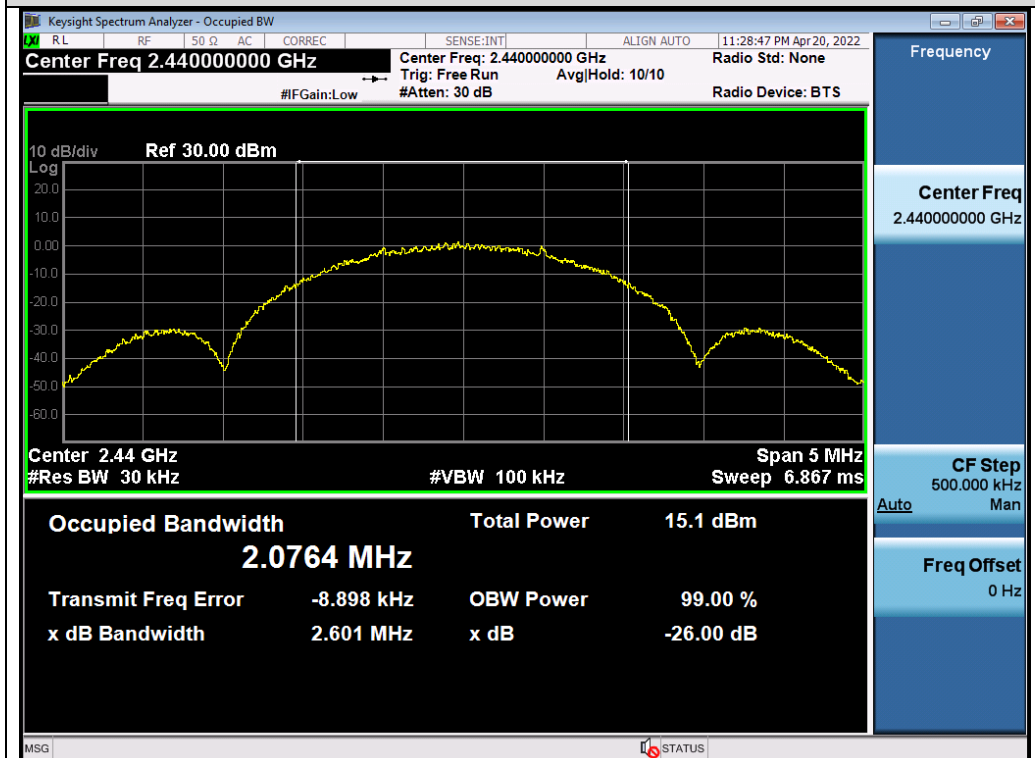 Keysight Spectrum Analyzer - Occupied BW
LXI RL RF 50 Ω AC CORREC SENSE:INT ALIGN AUTO 11:28:47 PM Apr 20, 2022
Center Freq 2.440000000 GHz
Center Freq: 2.440000000 GHz
Radio Std: None
Trig: Free Run Avg|Hold: 10/10
#IFGain:Low
#Atten: 30 dB
Radio Device: BTS
10 dB/div Ref 30.00 dBm
Log
20.0
10.0
0.00
-10.0
-20.0
-30.0
-40.0
-50.0
-60.0
Center 2.44 GHz Span 5 MHz
#Res BW 30 kHz #VBW 100 kHz Sweep 6.867 ms
Occupied Bandwidth Total Power 15.1 dBm
2.0764 MHz
Transmit Freq Error -8.898 kHz OBW Power 99.00 %
x dB Bandwidth 2.601 MHz x dB -26.00 dB
Frequency
Center Freq
2.440000000 GHz
CF Step
500.000 kHz
Auto Man
Freq Offset
0 Hz
MSG STATUS